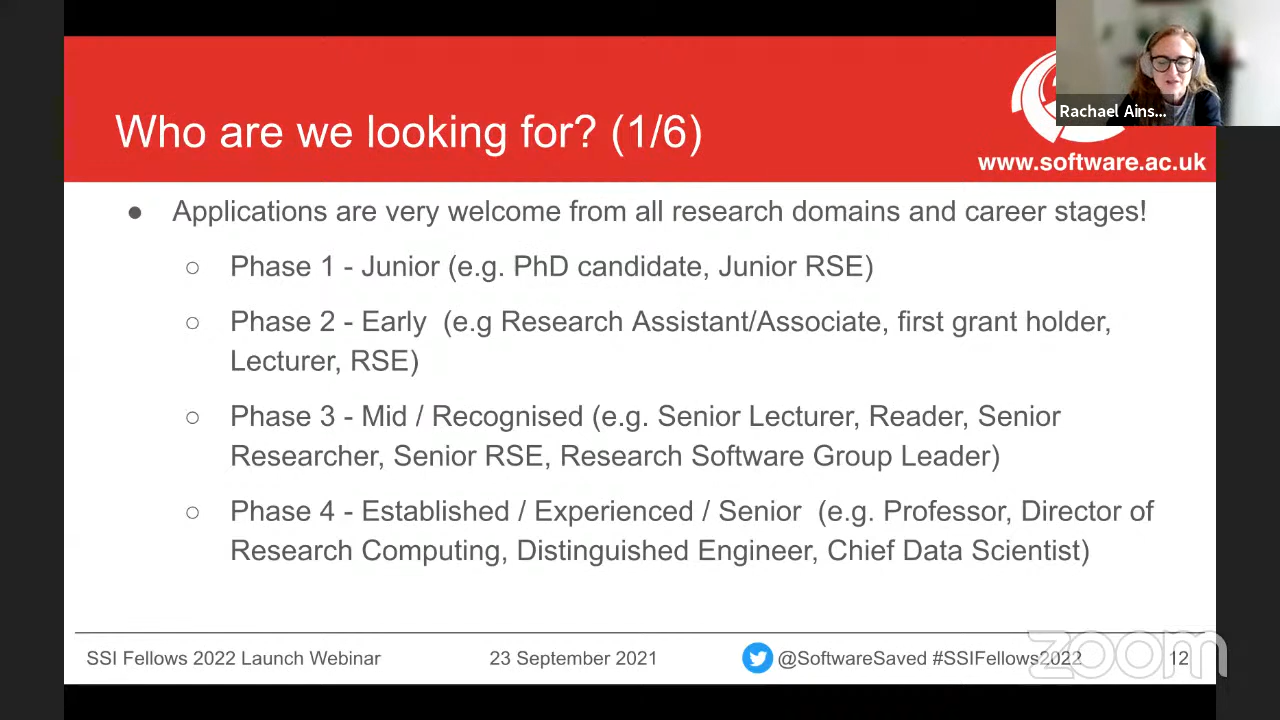 Rachael Ains...
Who are we looking for? (1/6)
www.software.ac.uk
● Applications are very welcome from all research domains and career stages!
○ Phase 1 - Junior (e.g. PhD candidate, Junior RSE)
○ Phase 2 - Early (e.g Research Assistant/Associate, first grant holder,
Lecturer, RSE)
○ Phase 3 - Mid / Recognised (e.g. Senior Lecturer, Reader, Senior
Researcher, Senior RSE, Research Software Group Leader)
○ Phase 4 - Established / Experienced / Senior (e.g. Professor, Director of
Research Computing, Distinguished Engineer, Chief Data Scientist)
SSI Fellows 2022 Launch Webinar
23 September 2021
@SoftwareSaved #SSIFellows2022
zoom
12